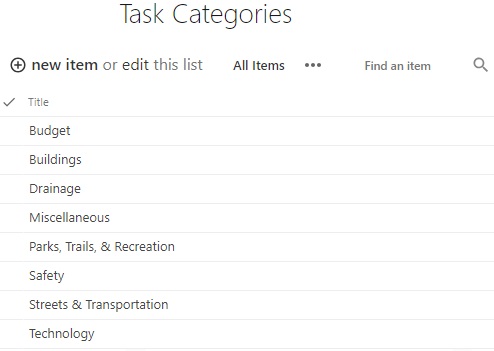 Task Categories
new item or edit this list All Items ••• Find an item
Title
Budget
Buildings
Drainage
Miscellaneous
Parks, Trails, & Recreation
Safety
Streets & Transportation
Technology